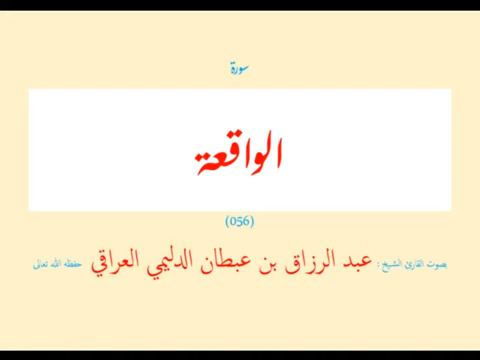 سورة
الواقعة
(056)
بصوت القارئ الشيخ : عبد الرزاق بن عبطان الدليمي العراقي حفظه الله تعالى